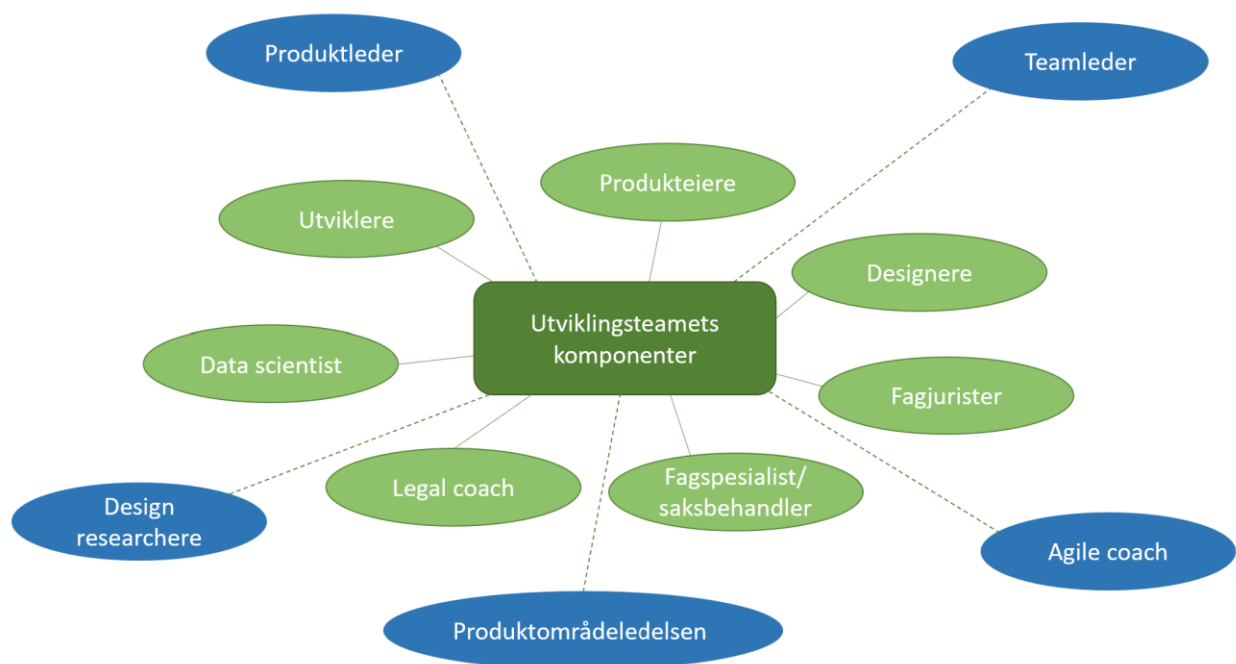 Produktleder
Teamleder
Produkteiere
Utviklere
Designere
Utviklingsteamets
komponenter
Data scientist
Fagjurister
Legal coach
Fagspesialist/
saksbehandler
Design
researchere
Agile coach
Produktområdeledelsen